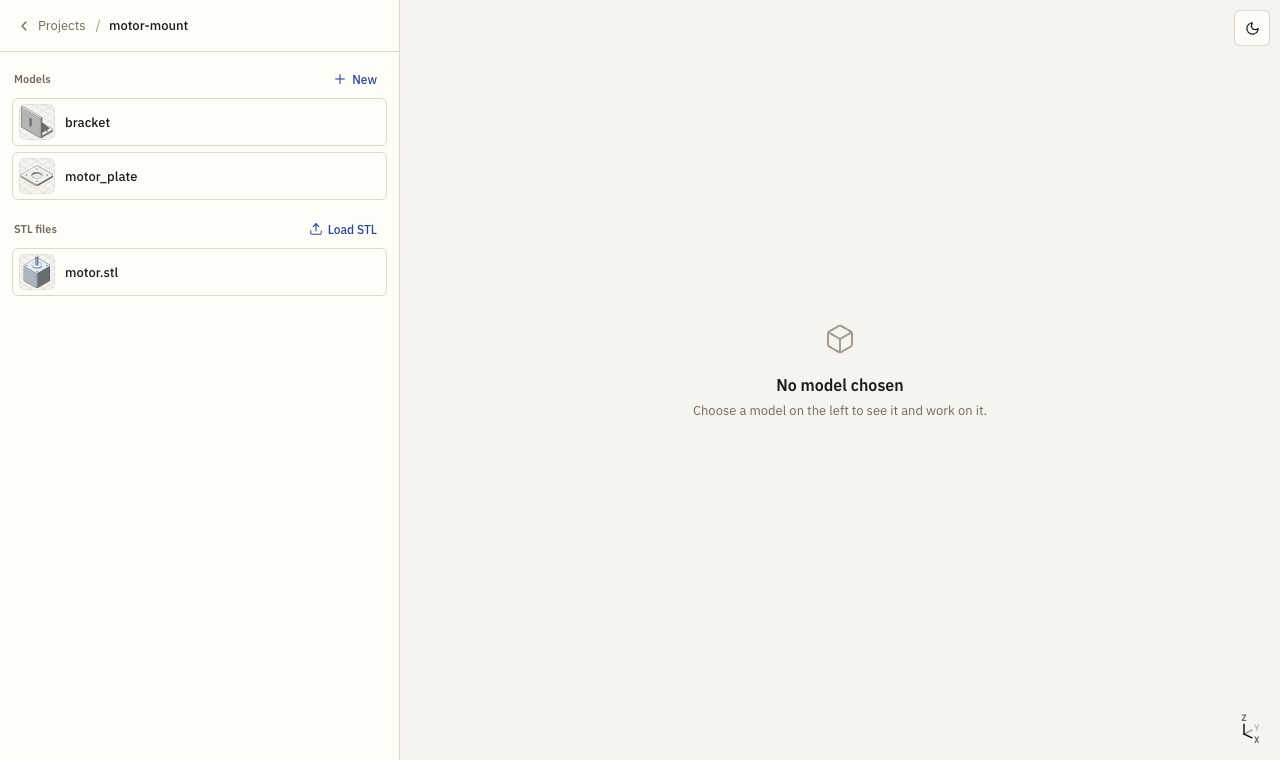 Projects / motor-mount
Models
New
bracket
motor_plate
STL files
Load STL
motor.stl
No model chosen
Choose a model on the left to see it and work on it.
Z
Y
X